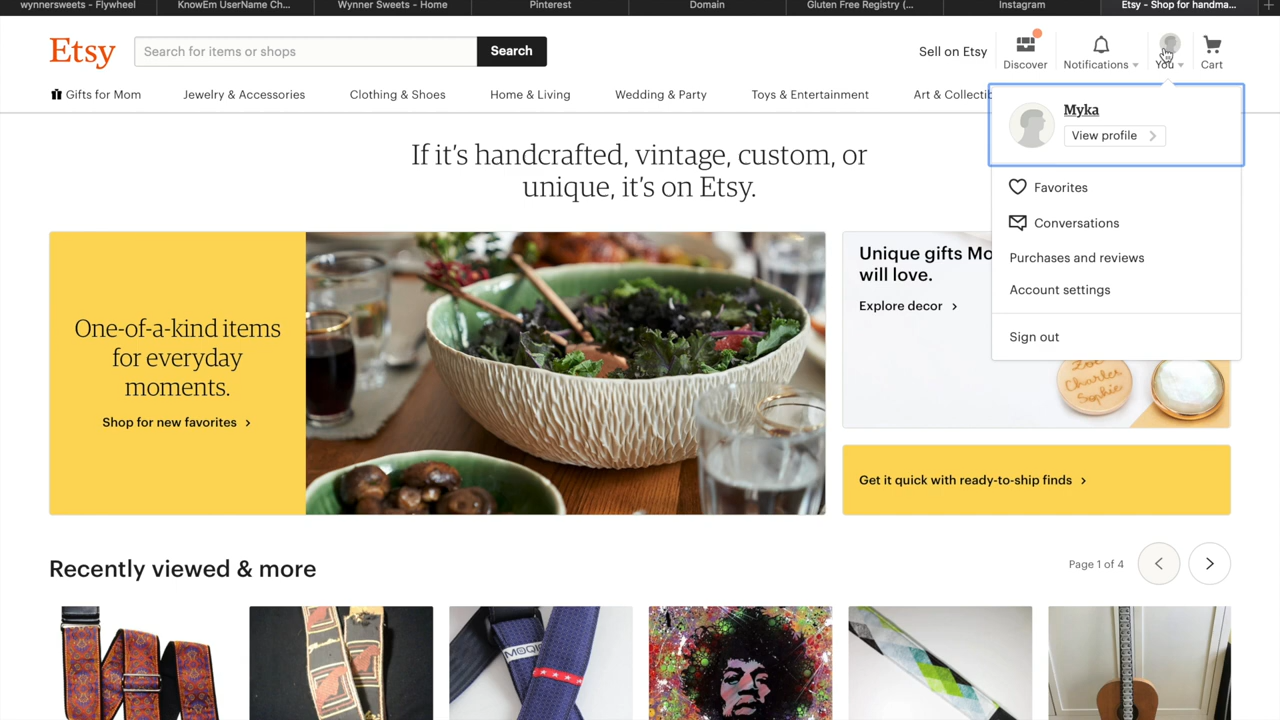 wynnersweets - Flywheel
KnowEm UserName Ch...
Wynner Sweets - Home
Pinterest
Domain
Gluten Free Registry (...
Instagram
Etsy - Shop for handma...
Etsy
Search for items or shops
Search
Sell on Etsy
Discover
Notifications
You
Cart
Gifts for Mom
Jewelry & Accessories
Clothing & Shoes
Home & Living
Wedding & Party
Toys & Entertainment
Art & Collectib
Myka
View profile
Favorites
Conversations
Purchases and reviews
Account settings
Sign out
If it's handcrafted, vintage, custom, or
unique, it's on Etsy.
One-of-a-kind items
for everyday
moments.
Shop for new favorites
Unique gifts Mo
will love.
Explore decor
Zoe
Charlee
Sophie
Get it quick with ready-to-ship finds
Recently viewed & more
Page 1 of 4